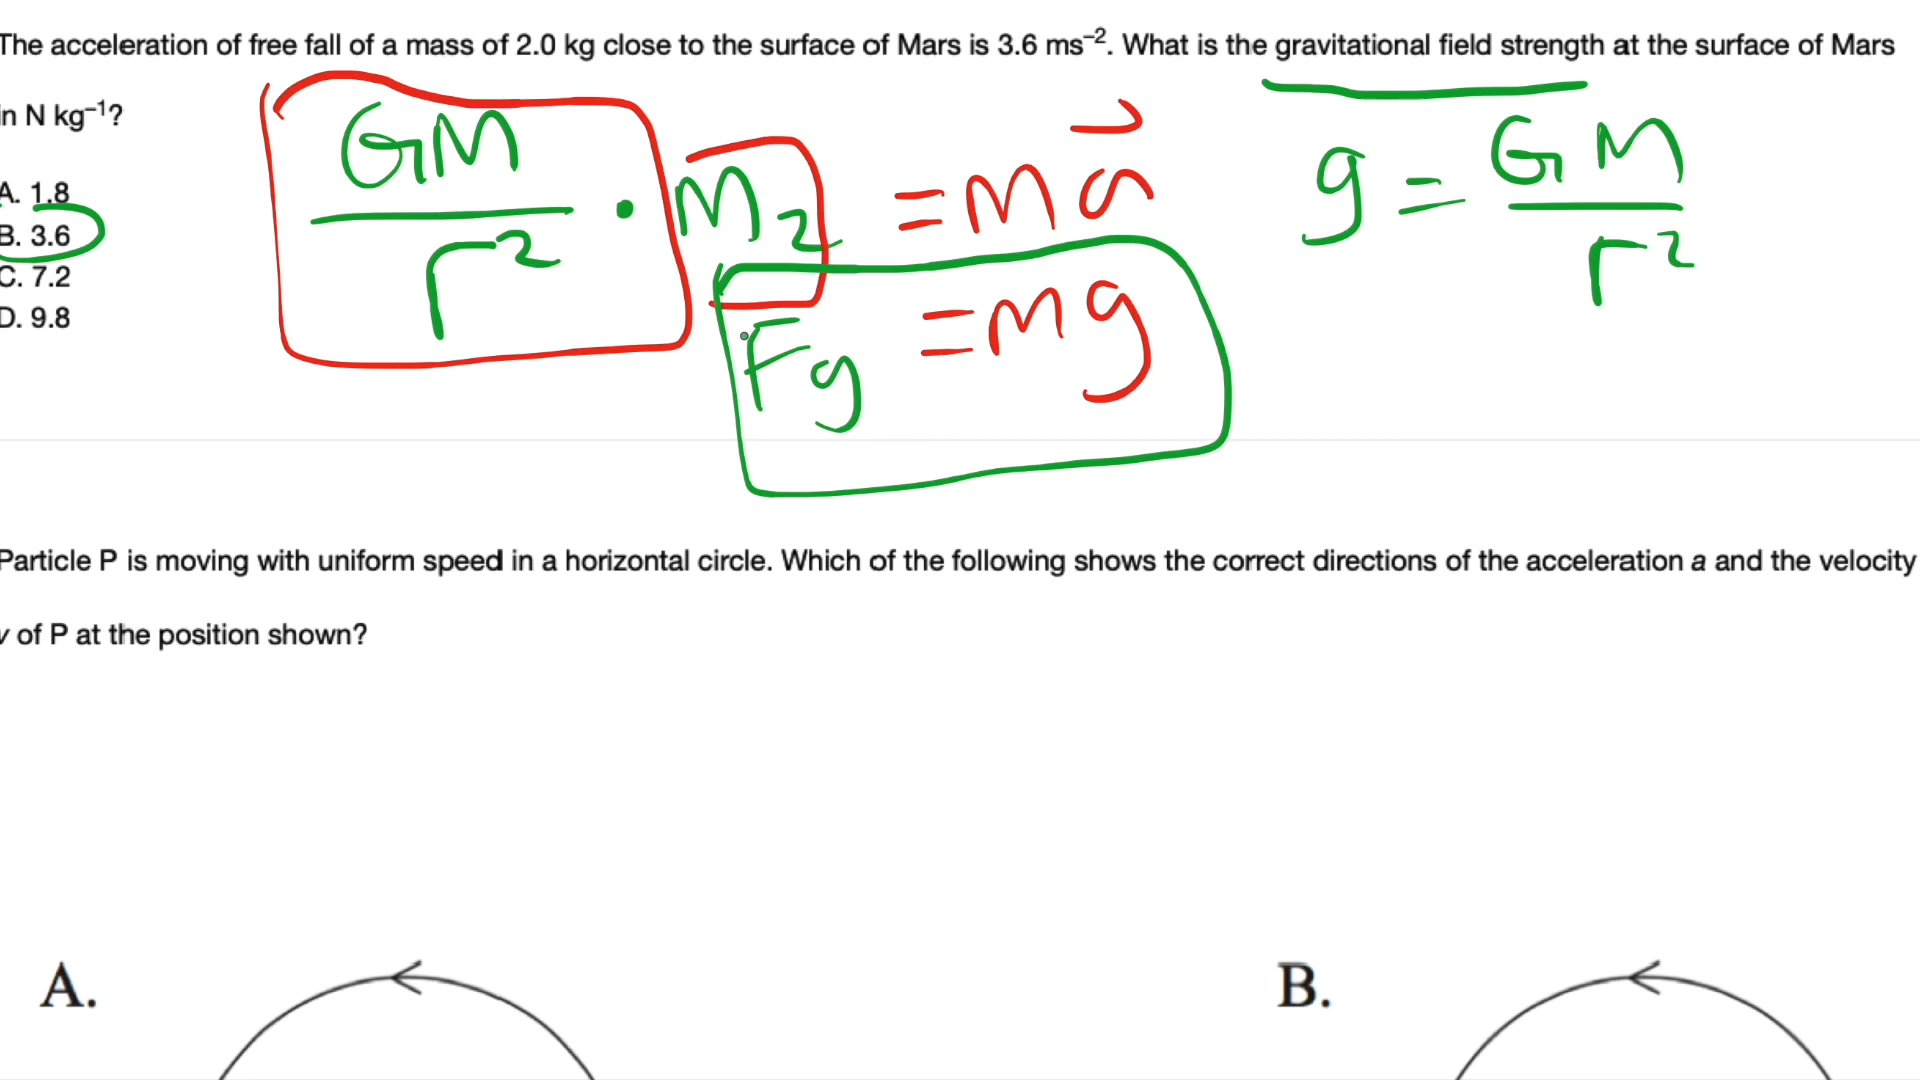 The acceleration of free fall of a mass of 2.0 kg close to the surface of Mars is 3.6 ms⁻². What is the gravitational field strength at the surface of Mars
in N kg⁻¹?
A. 1.8
B. 3.6
C. 7.2
D. 9.8
GM
r²
· M₂ = ma⃗
Fg = mg
g = GM
r²
Particle P is moving with uniform speed in a horizontal circle. Which of the following shows the correct directions of the acceleration a and the velocity
v of P at the position shown?
A.
B.